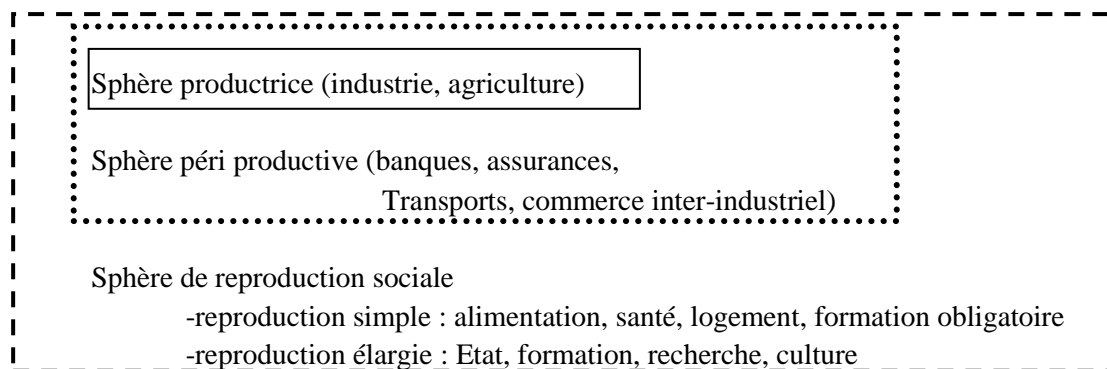 Sphère productrice (industrie, agriculture)
Sphère péri productive (banques, assurances,
Transports, commerce inter-industriel)
Sphère de reproduction sociale
-reproduction simple : alimentation, santé, logement, formation obligatoire
-reproduction élargie : Etat, formation, recherche, culture